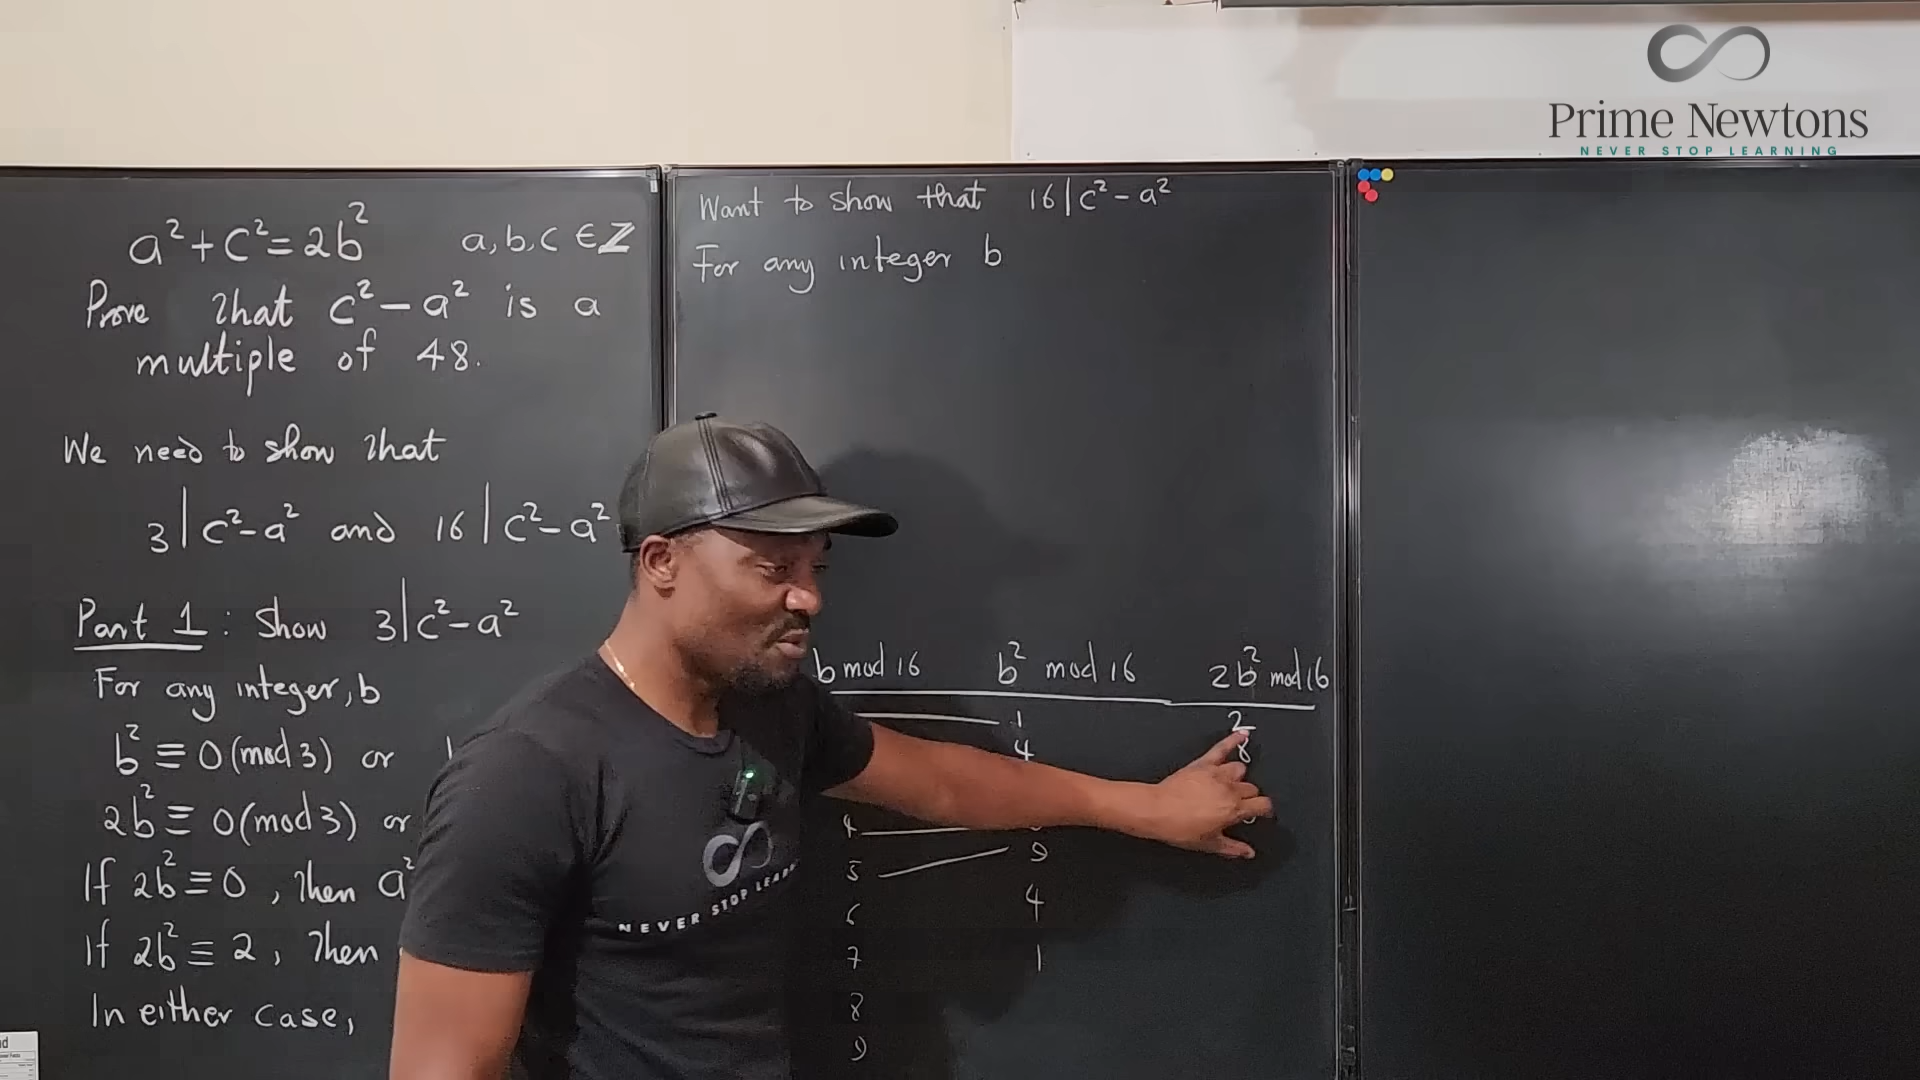 Prime Newtons
NEVER STOP LEARNING
a² + c² = 2b²   a, b, c ∈ ℤ
Prove that c² – a² is a
multiple of 48.
We need to show that
3 | c² – a² and 16 | c² – a²
Part 1 : Show 3 | c² – a²
For any integer, b
b² ≡ 0 (mod 3) or
2b² ≡ 0 (mod 3) or
If 2b² ≡ 0 , then a²
If 2b² ≡ 2 , then
In either case,
Want to show that 16 | c² – a²
For any integer b
b mod 16   b² mod 16   2b² mod 16
1   2
4   8
4
5   9
6   4
7   1
8
9
NEVER STOP LEAR